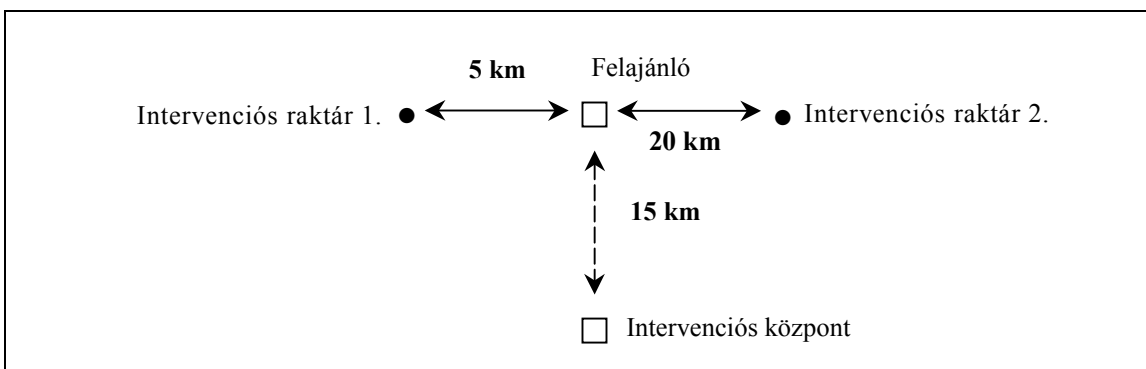 5 km Felajánló
Intervenciós raktár 1. Intervenciós raktár 2.
20 km
15 km
Intervenciós központ